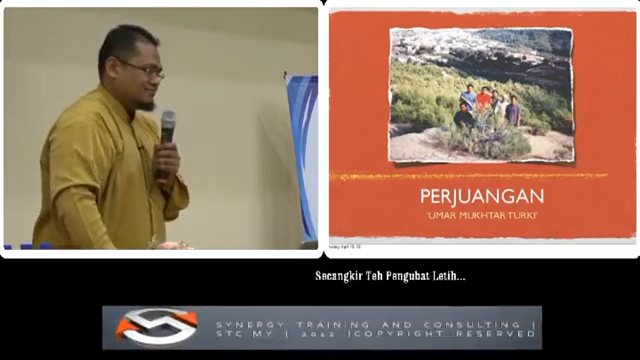 PERJUANGAN
'UMAR MUKHTAR TURKI'
Secangkir Teh Pengubat Letih...
SYNERGY TRAINING AND CONSULTING |
STC MY | 2012 |COPYRIGHT RESERVED